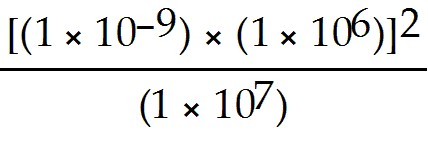 [(1 × 10⁻⁹) × (1 × 10⁶)]²
(1 × 10⁷)